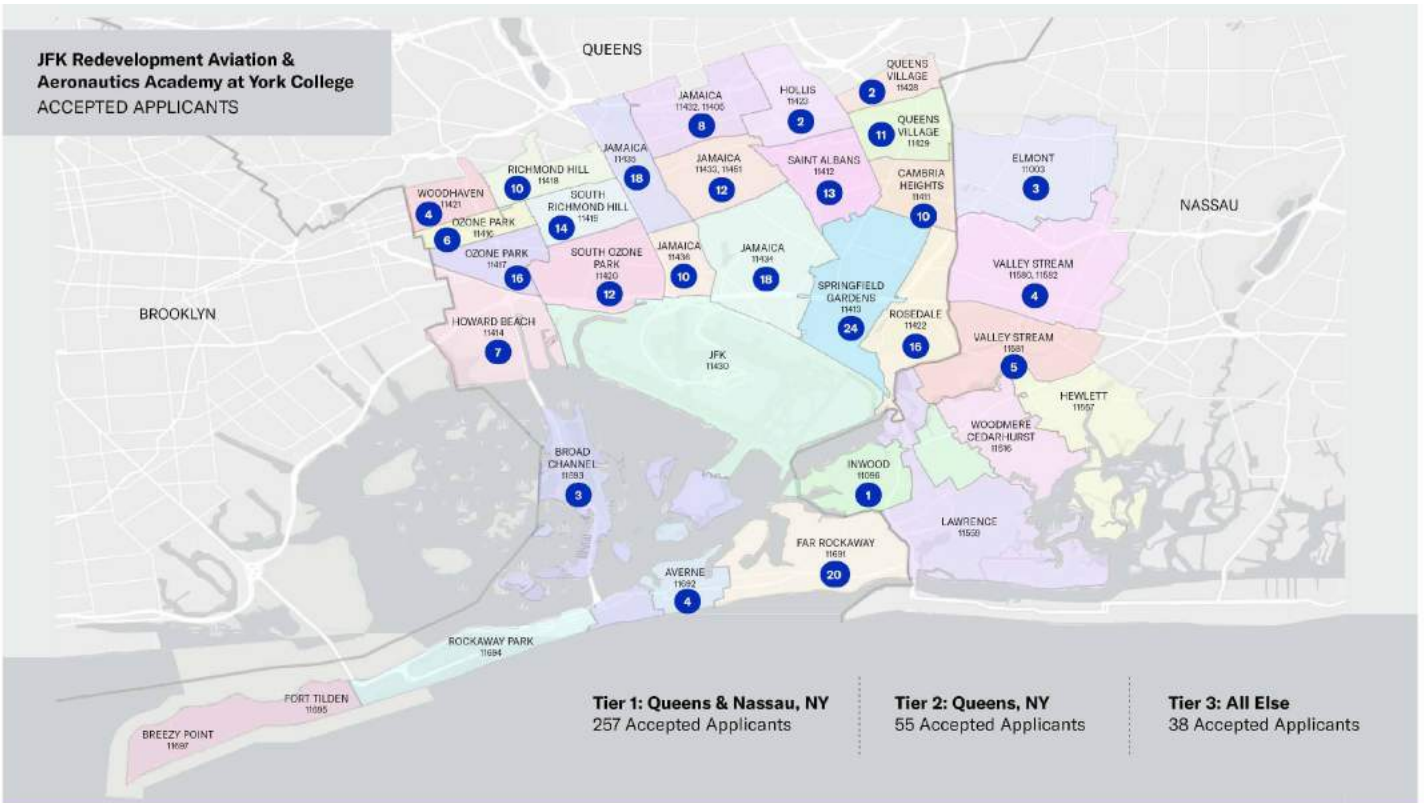 JFK Redevelopment Aviation &
Aeronautics Academy at York College
ACCEPTED APPLICANTS
QUEENS
QUEENS
VILLAGE
11428
2
HOLLIS
11423
2
JAMAICA
11432, 11405
8
QUEENS
VILLAGE
11429
11
JAMAICA
11435
18
JAMAICA
11433, 11451
12
SAINT ALBANS
11412
13
ELMONT
11003
3
RICHMOND HILL
11418
10
CAMBRIA
HEIGHTS
11411
10
WOODHAVEN
11421
4
SOUTH
RICHMOND HILL
11419
14
NASSAU
OZONE PARK
11416
6
OZONE PARK
11417
16
SOUTH OZONE
PARK
11420
12
JAMAICA
11436
10
JAMAICA
11434
18
VALLEY STREAM
11580, 11582
4
SPRINGFIELD
GARDENS
11413
24
BROOKLYN
ROSEDALE
11422
16
HOWARD BEACH
11414
7
VALLEY STREAM
11581
5
JFK
11430
HEWLETT
11557
WOODMERE
CEDARHURST
11516
BROAD
CHANNEL
11693
3
INWOOD
11096
1
LAWRENCE
11559
FAR ROCKAWAY
11691
20
AVERNE
11692
4
ROCKAWAY PARK
11694
FORT TILDEN
11695
BREEZY POINT
11697
Tier 1: Queens & Nassau, NY
257 Accepted Applicants
Tier 2: Queens, NY
55 Accepted Applicants
Tier 3: All Else
38 Accepted Applicants